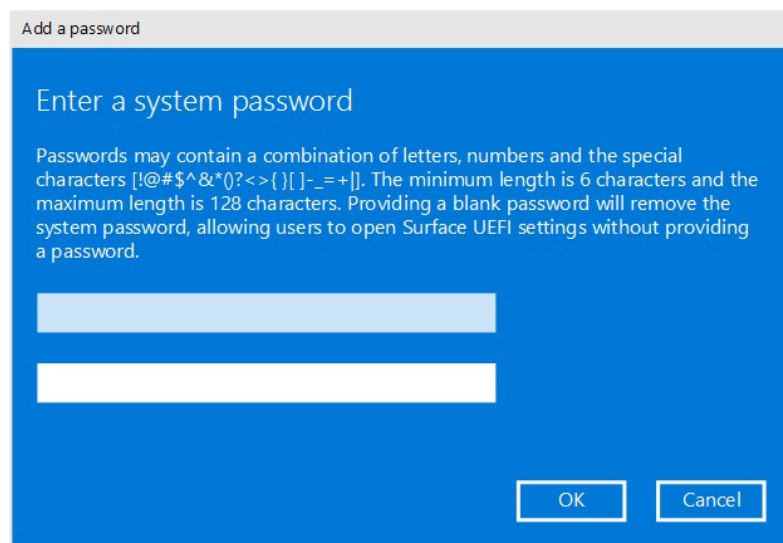 Add a password
Enter a system password
Passwords may contain a combination of letters, numbers and the special
characters [!@#$^&*()?<>{ }[ ]-_=+|]. The minimum length is 6 characters and the
maximum length is 128 characters. Providing a blank password will remove the
system password, allowing users to open Surface UEFI settings without providing
a password.
OK
Cancel